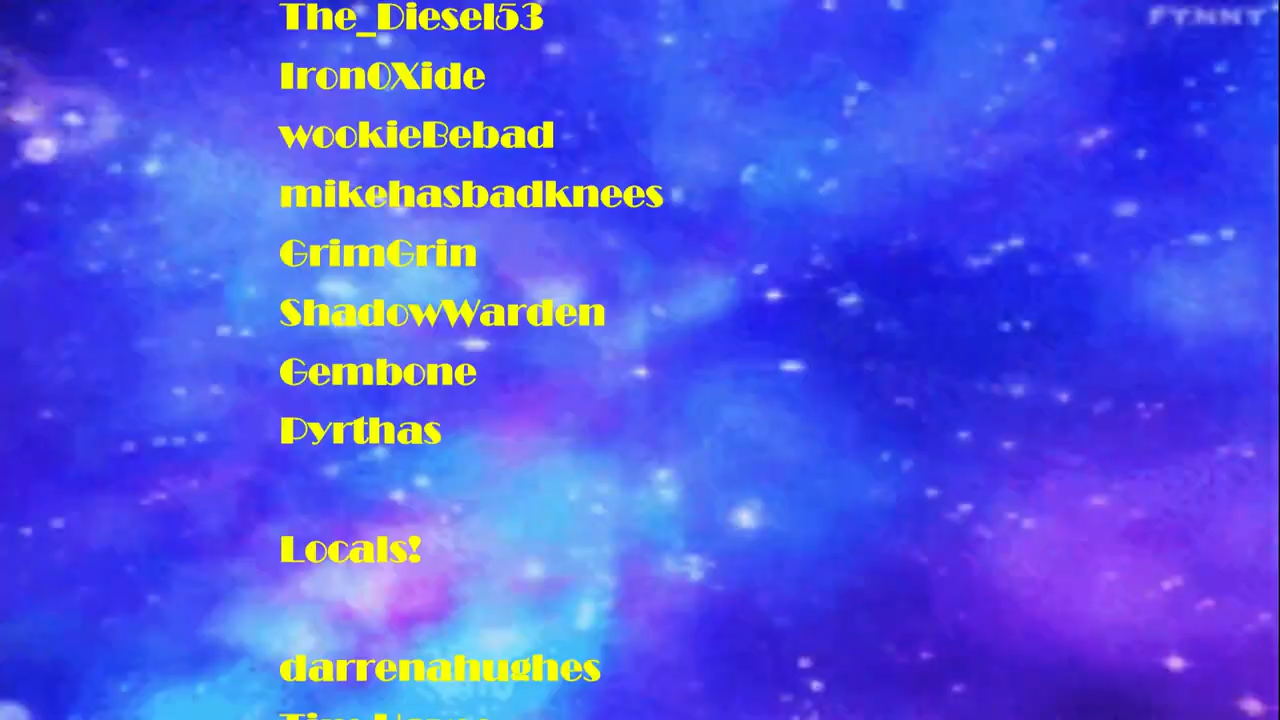 The_Diesel53
IronOXide
wookieBebad
mikehasbadknees
GrimGrin
ShadowWarden
Gembone
Pyrthas
Locals!
darrenahughes